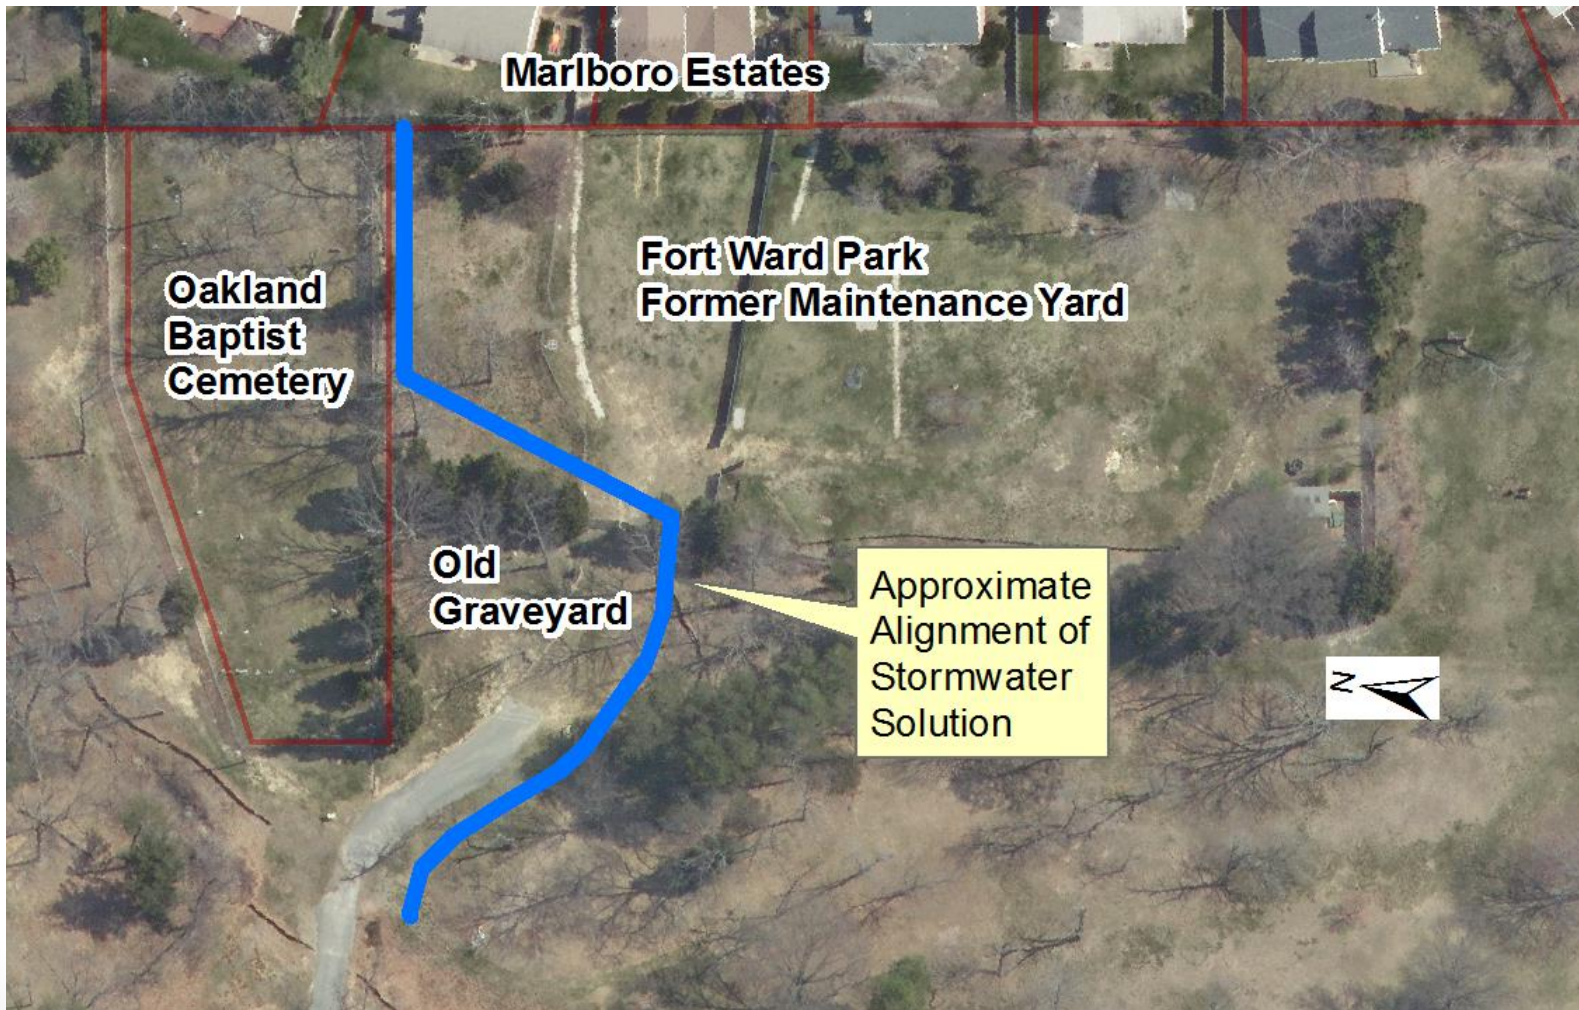 Marlboro Estates
Fort Ward Park
Former Maintenance Yard
Oakland
Baptist
Cemetery
Old
Graveyard
Approximate
Alignment of
Stormwater
Solution
N